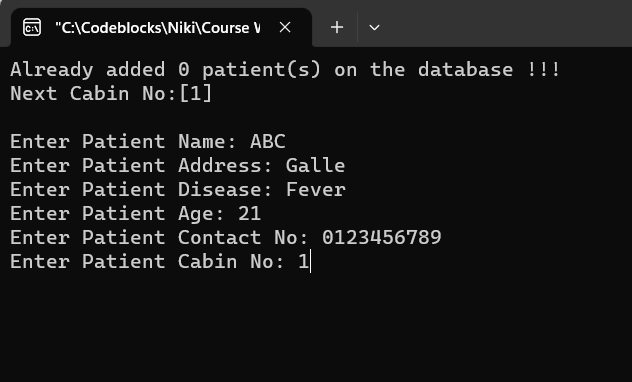 "C:\Codeblocks\Niki\Course
Already added 0 patient(s) on the database !!!
Next Cabin No:[1]
Enter Patient Name: ABC
Enter Patient Address: Galle
Enter Patient Disease: Fever
Enter Patient Age: 21
Enter Patient Contact No: 0123456789
Enter Patient Cabin No: 1